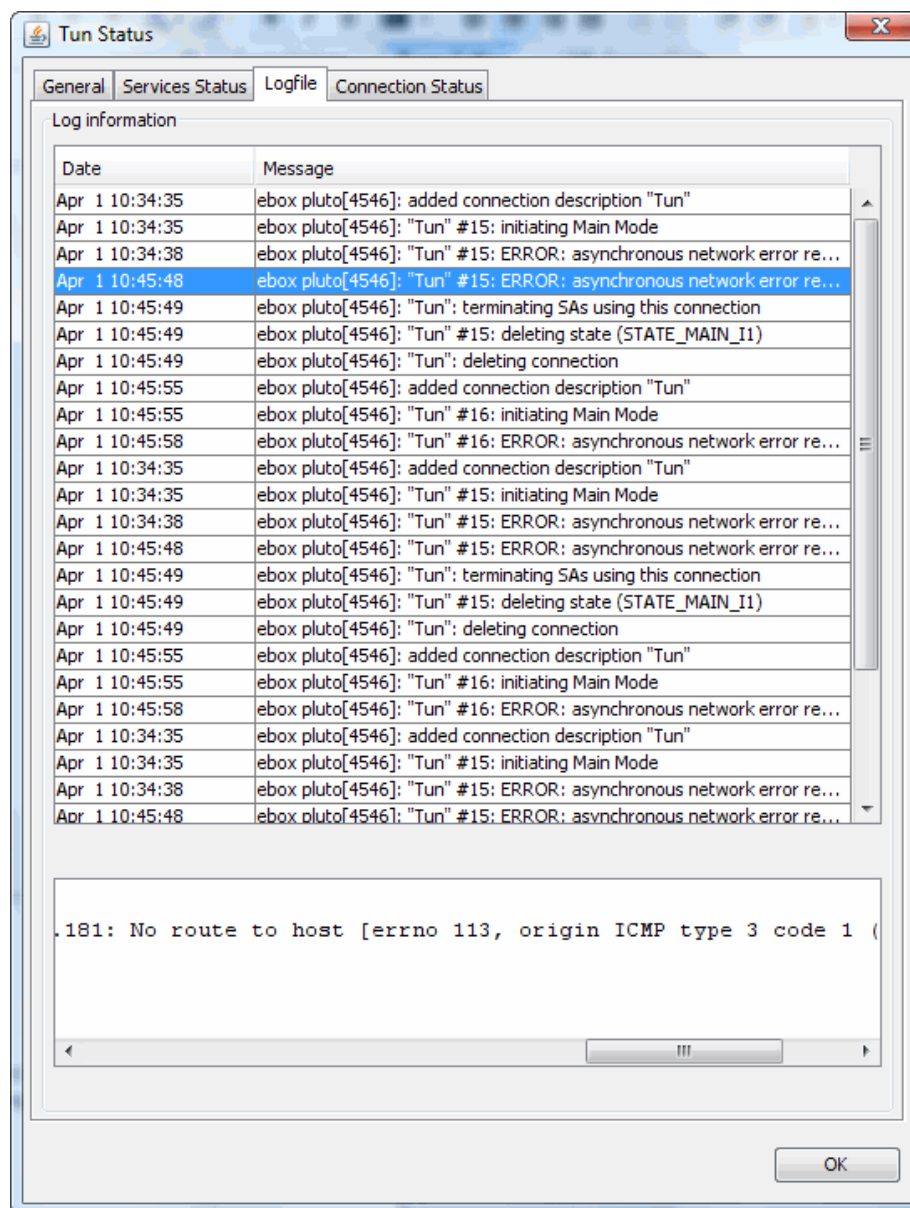 Tun Status
General Services Status Logfile Connection Status
Log information
Date Message
Apr 1 10:34:35 ebox pluto[4546]: added connection description "Tun"
Apr 1 10:34:35 ebox pluto[4546]: "Tun" #15: initiating Main Mode
Apr 1 10:34:38 ebox pluto[4546]: "Tun" #15: ERROR: asynchronous network error re...
Apr 1 10:45:48 ebox pluto[4546]: "Tun" #15: ERROR: asynchronous network error re...
Apr 1 10:45:49 ebox pluto[4546]: "Tun": terminating SAs using this connection
Apr 1 10:45:49 ebox pluto[4546]: "Tun" #15: deleting state (STATE_MAIN_I1)
Apr 1 10:45:49 ebox pluto[4546]: "Tun": deleting connection
Apr 1 10:45:55 ebox pluto[4546]: added connection description "Tun"
Apr 1 10:45:55 ebox pluto[4546]: "Tun" #16: initiating Main Mode
Apr 1 10:45:58 ebox pluto[4546]: "Tun" #16: ERROR: asynchronous network error re...
Apr 1 10:34:35 ebox pluto[4546]: added connection description "Tun"
Apr 1 10:34:35 ebox pluto[4546]: "Tun" #15: initiating Main Mode
Apr 1 10:34:38 ebox pluto[4546]: "Tun" #15: ERROR: asynchronous network error re...
Apr 1 10:45:48 ebox pluto[4546]: "Tun" #15: ERROR: asynchronous network error re...
Apr 1 10:45:49 ebox pluto[4546]: "Tun": terminating SAs using this connection
Apr 1 10:45:49 ebox pluto[4546]: "Tun" #15: deleting state (STATE_MAIN_I1)
Apr 1 10:45:49 ebox pluto[4546]: "Tun": deleting connection
Apr 1 10:45:55 ebox pluto[4546]: added connection description "Tun"
Apr 1 10:45:55 ebox pluto[4546]: "Tun" #16: initiating Main Mode
Apr 1 10:45:58 ebox pluto[4546]: "Tun" #16: ERROR: asynchronous network error re...
Apr 1 10:34:35 ebox pluto[4546]: added connection description "Tun"
Apr 1 10:34:35 ebox pluto[4546]: "Tun" #15: initiating Main Mode
Apr 1 10:34:38 ebox pluto[4546]: "Tun" #15: ERROR: asynchronous network error re...
Apr 1 10:45:48 ebox pluto[4546]: "Tun" #15: ERROR: asynchronous network error re...
.181: No route to host [errno 113, origin ICMP type 3 code 1 (
OK